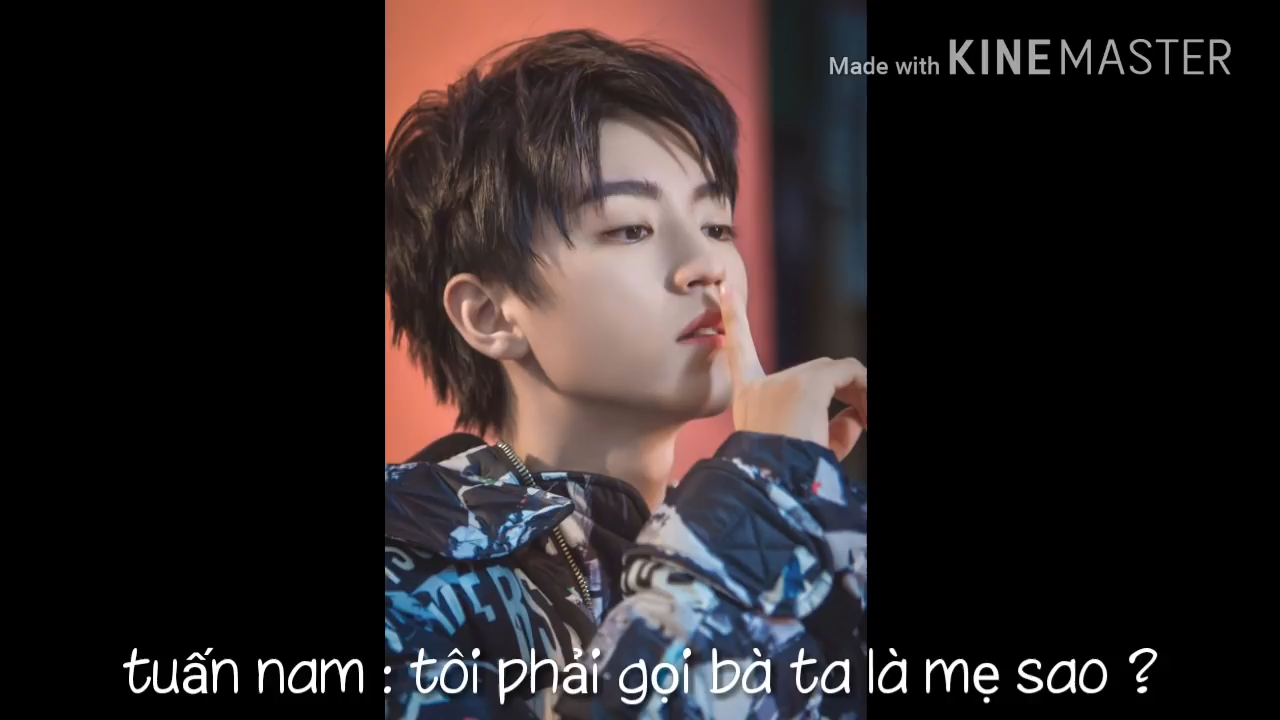 Made with KINEMASTER
tuấn nam : tôi phải gọi bà ta là mẹ sao ?